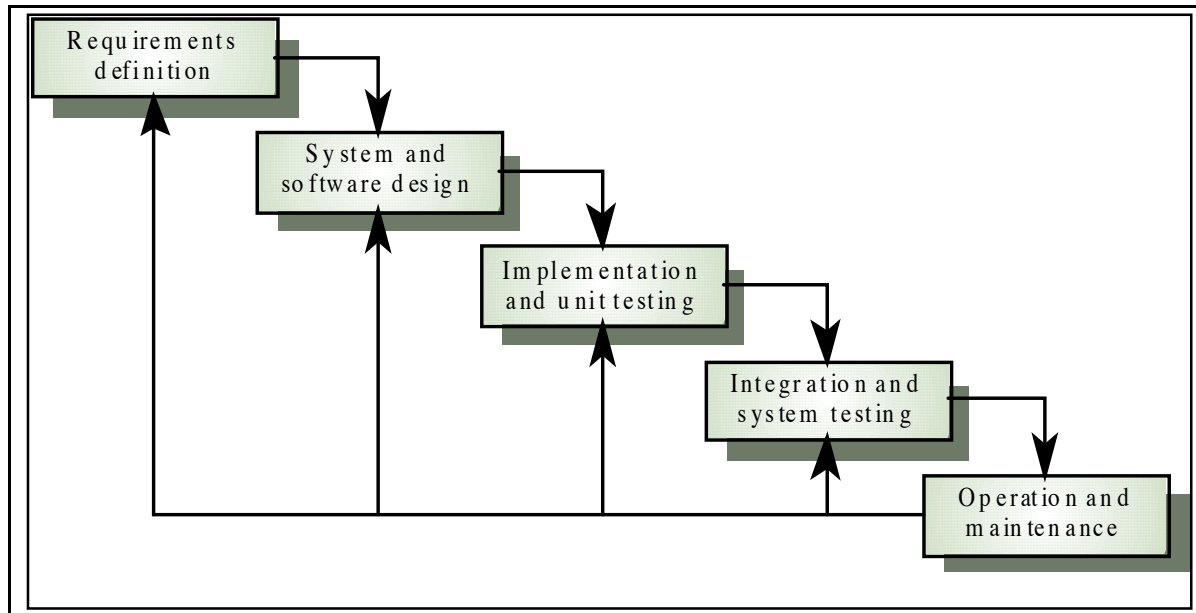 Requirements
definition
System and
software design
Implementation
and unit testing
Integration and
system testing
Operation and
maintenance